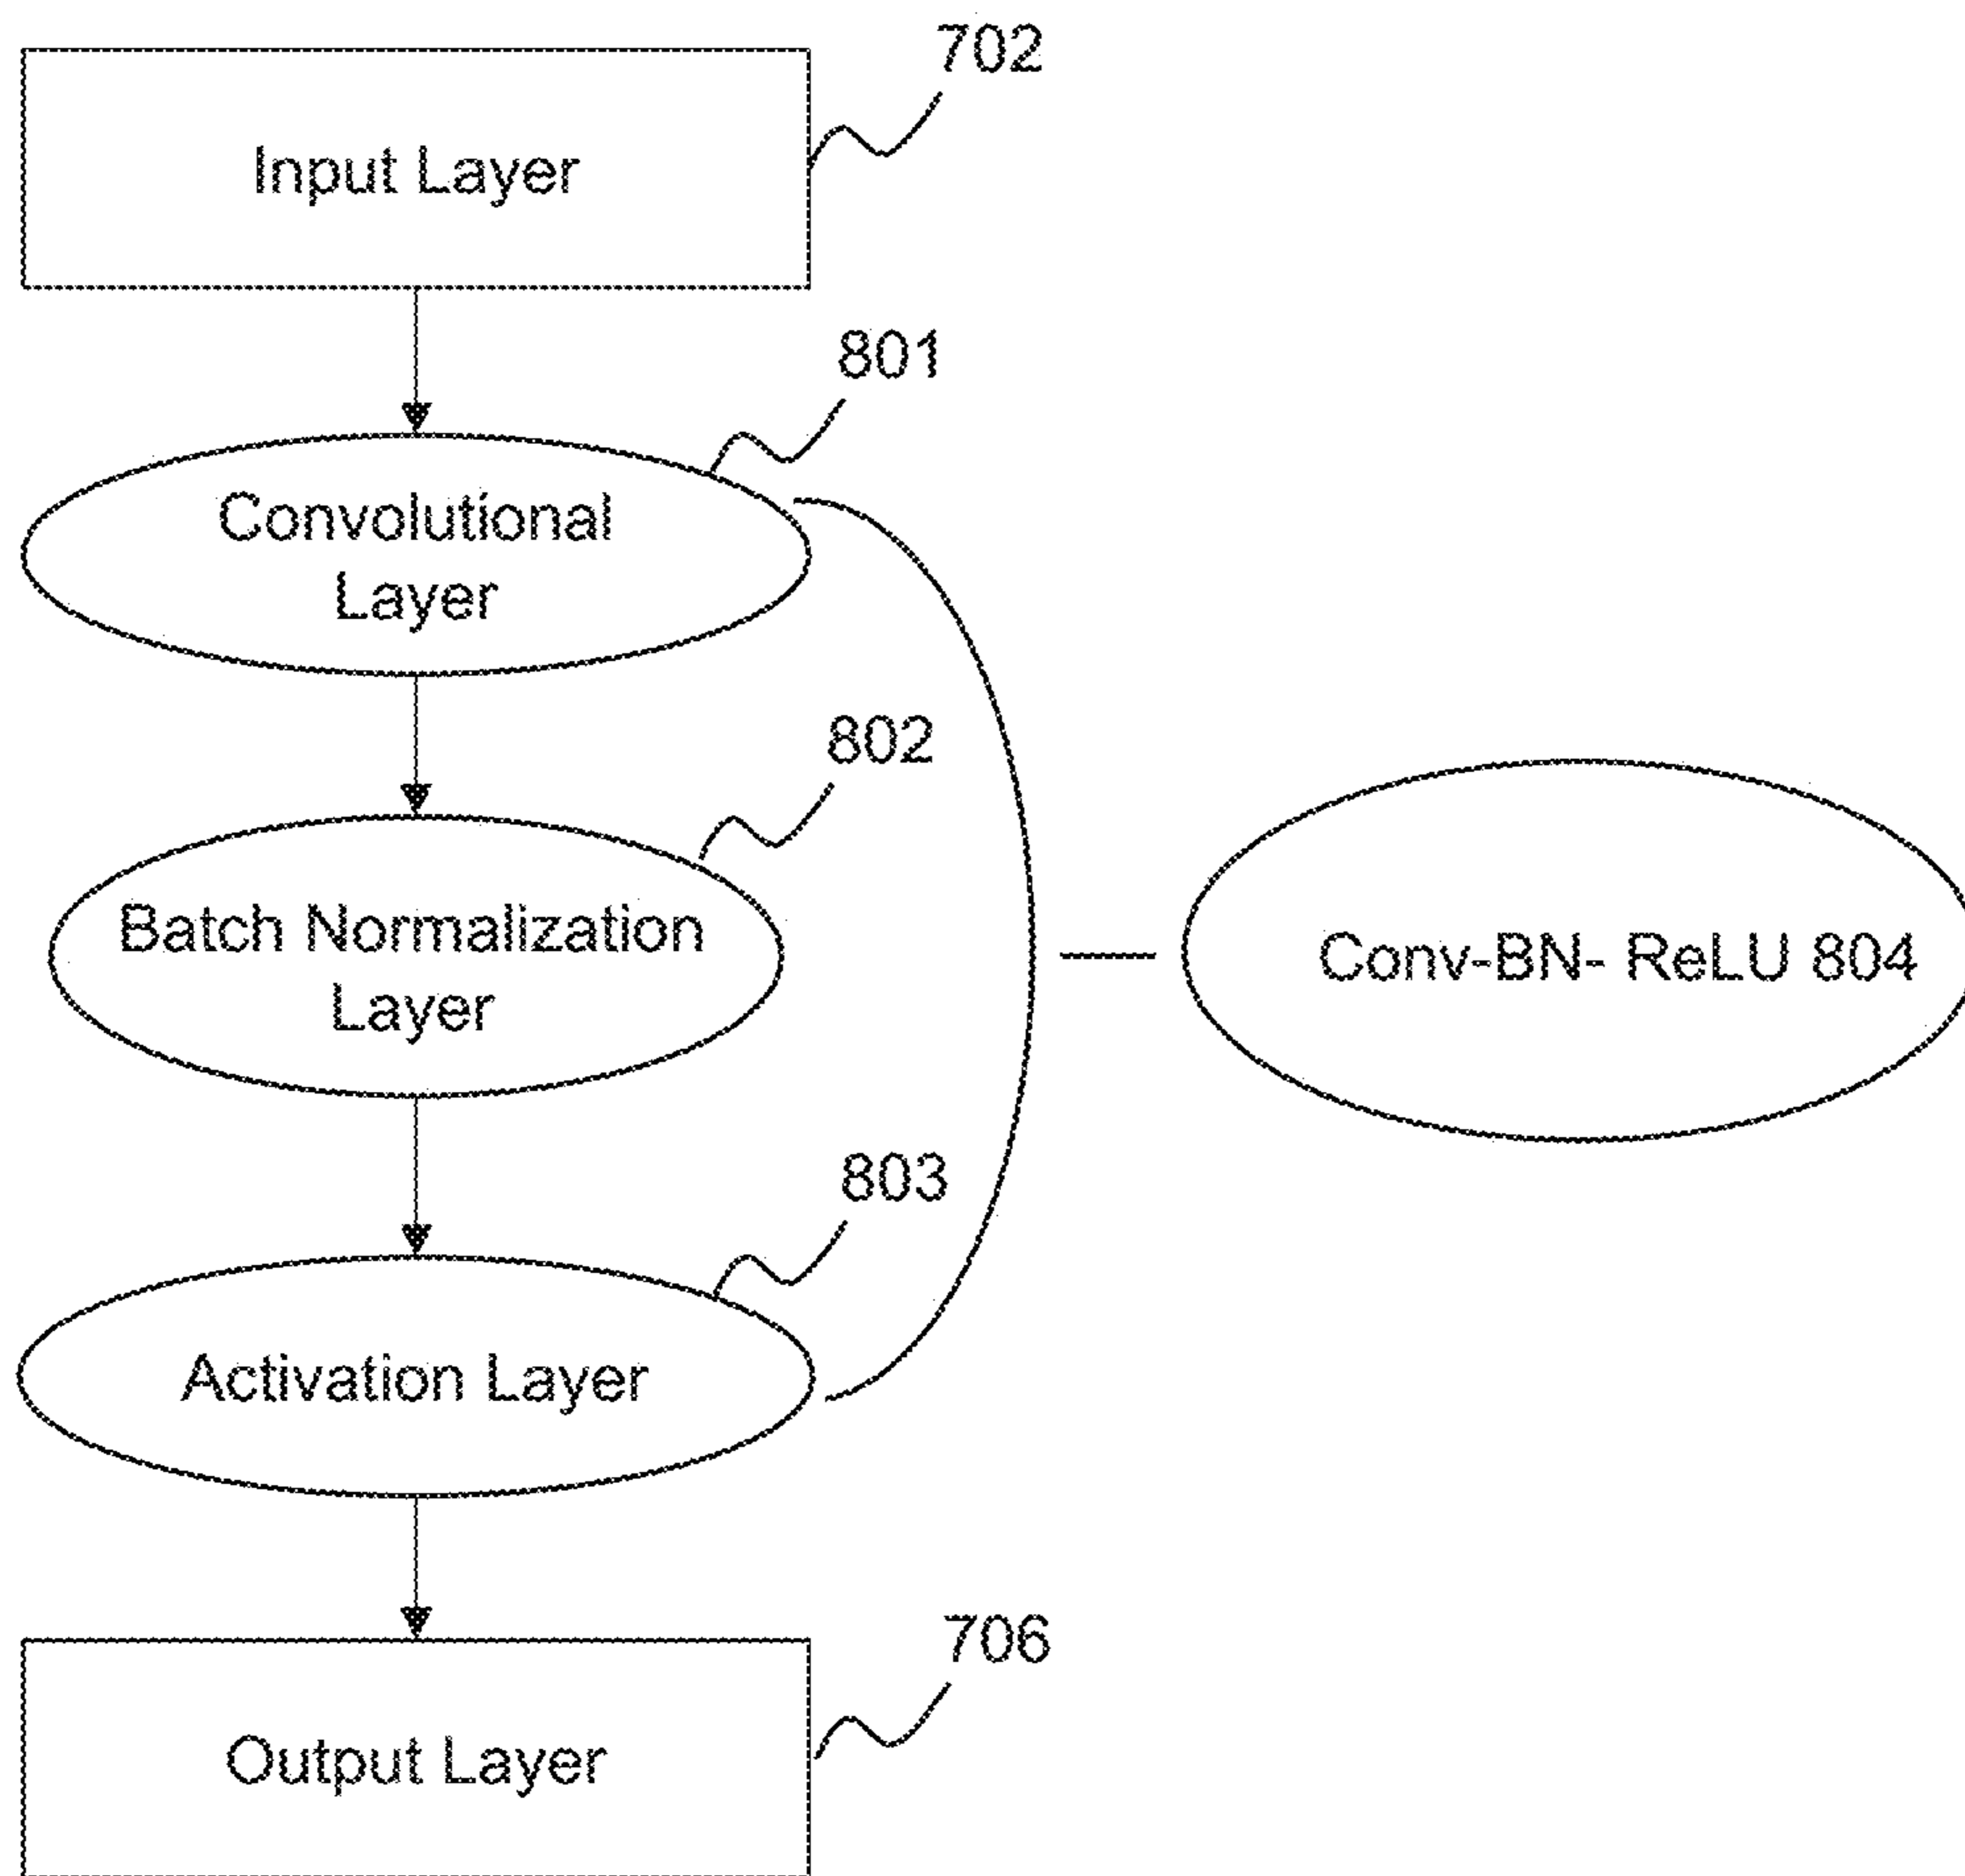 702
Input Layer
801
Convolutional
Layer
802
Batch Normalization
Layer
Conv-BN- ReLU 804
803
Activation Layer
706
Output Layer